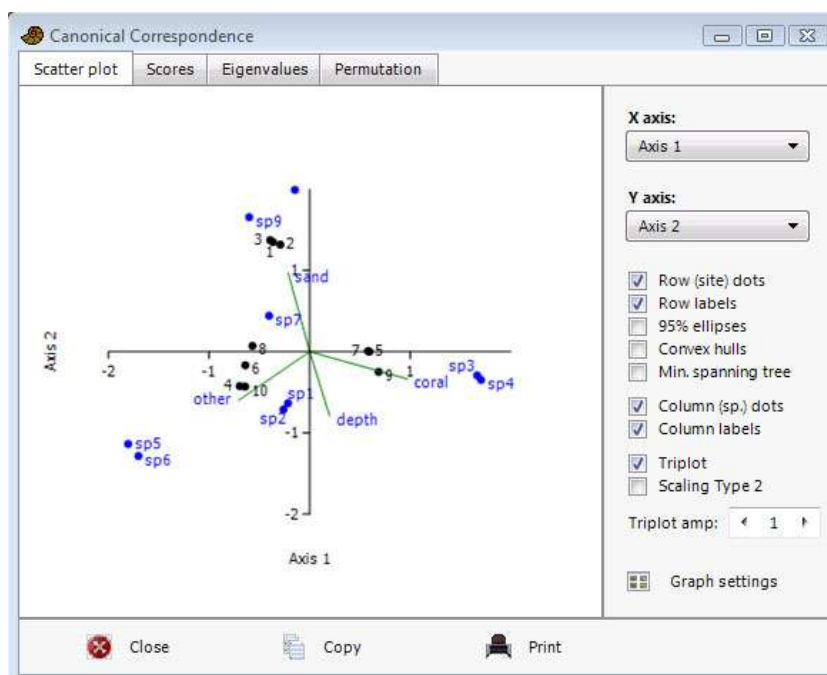 Canonical Correspondence
Scatter plot Scores Eigenvalues Permutation
X axis:
Axis 1
Y axis:
Axis 2
Row (site) dots
Row labels
95% ellipses
Convex hulls
Min. spanning tree
Column (sp.) dots
Column labels
Triplot
Scaling Type 2
Triplot amp: 1
Graph settings
sp9
3 2
1
1 sand
sp7
8 7 5
-2 -1 1
6 9 sp3
4 10 coral sp4
other sp1
sp2 depth
-1
sp5
sp6
-2
Axis 2
Axis 1
Close Copy Print